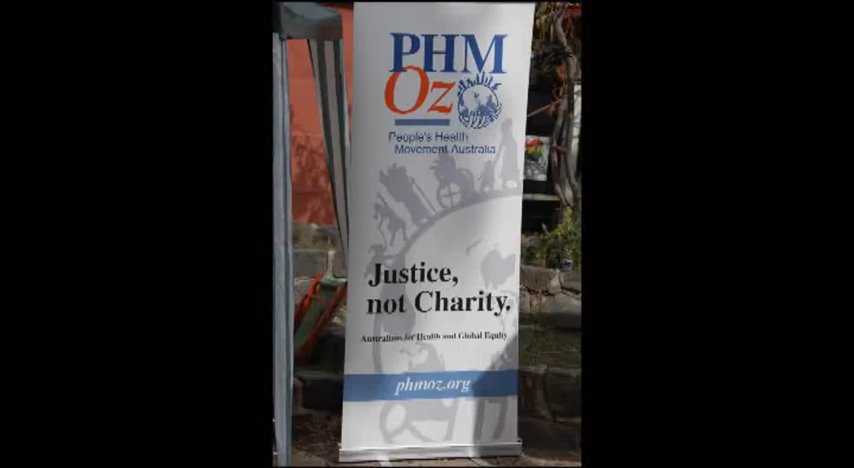 PHM
Oz
People's Health
Movement Australia
Justice,
not Charity.
Australians for Health and Global Equity
phmoz.org